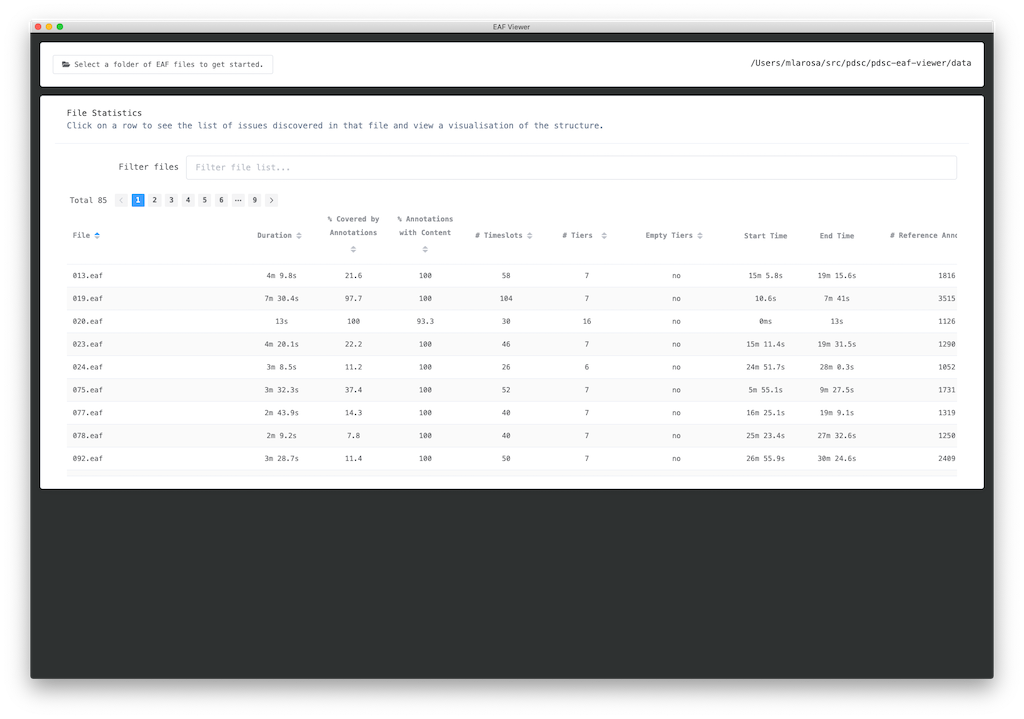 EAF Viewer
Select a folder of EAF files to get started.
/Users/mlarosa/src/pdsc/pdsc-eaf-viewer/data
File Statistics
Click on a row to see the list of issues discovered in that file and view a visualisation of the structure.
Filter files Filter file list...
Total 85 < 1 2 3 4 5 6 ••• 9 >
File Duration % Covered by Annotations % Annotations with Content # Timeslots # Tiers Empty Tiers Start Time End Time # Reference Anno
013.eaf 4m 9.8s 21.6 100 58 7 no 15m 5.8s 19m 15.6s 1816
019.eaf 7m 30.4s 97.7 100 104 7 no 10.6s 7m 41s 3515
020.eaf 13s 100 93.3 30 16 no 0ms 13s 1126
023.eaf 4m 20.1s 22.2 100 46 7 no 15m 11.4s 19m 31.5s 1290
024.eaf 3m 8.5s 11.2 100 26 6 no 24m 51.7s 28m 0.3s 1052
075.eaf 3m 32.3s 37.4 100 52 7 no 5m 55.1s 9m 27.5s 1731
077.eaf 2m 43.9s 14.3 100 40 7 no 16m 25.1s 19m 9.1s 1319
078.eaf 2m 9.2s 7.8 100 40 7 no 25m 23.4s 27m 32.6s 1250
092.eaf 3m 28.7s 11.4 100 50 7 no 26m 55.9s 30m 24.6s 2409